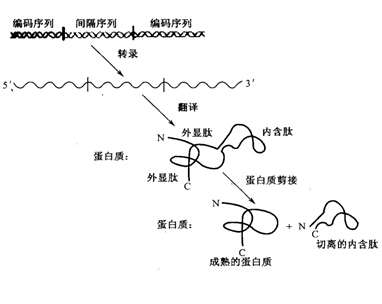 编码序列 间隔序列 编码序列
转录
5′ 3′
翻译
外显肽 内含肽
N
蛋白质：
外显肽
C
蛋白质剪接
N
蛋白质： + N
C C
切离的内含肽
成熟的蛋白质